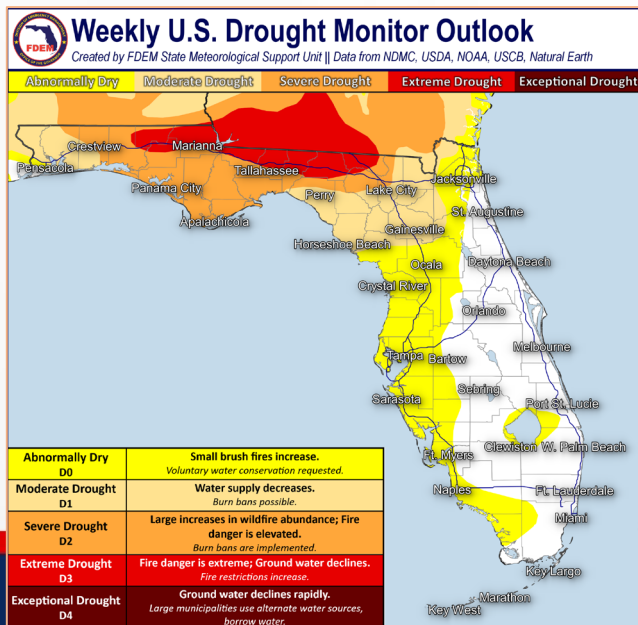 Weekly U.S. Drought Monitor Outlook
FDEM
Created by FDEM State Meteorological Support Unit || Data from NDMC, USDA, NOAA, USCB, Natural Earth
Abnormally Dry Moderate Drought Severe Drought Extreme Drought Exceptional Drought
Crestview
Marianna
Pensacola
Tallahassee
Jacksonville
Panama City
Perry
Lake City
Apalachicola
St. Augustine
Gainesville
Horseshoe Beach
Ocala
Daytona Beach
Crystal River
Orlando
Melbourne
Tampa
Bartow
Sebring
Sarasota
Port St. Lucie
Clewiston
W. Palm Beach
Ft. Myers
Naples
Ft. Lauderdale
Miami
Key Largo
Marathon
Key West
Abnormally Dry
D0
Small brush fires increase.
Voluntary water conservation requested.
Moderate Drought
D1
Water supply decreases.
Burn bans possible.
Severe Drought
D2
Large increases in wildfire abundance; Fire
danger is elevated.
Burn bans are implemented.
Extreme Drought
D3
Fire danger is extreme; Ground water declines.
Fire restrictions increase.
Exceptional Drought
D4
Ground water declines rapidly.
Large municipalities use alternate water sources,
borrow water.